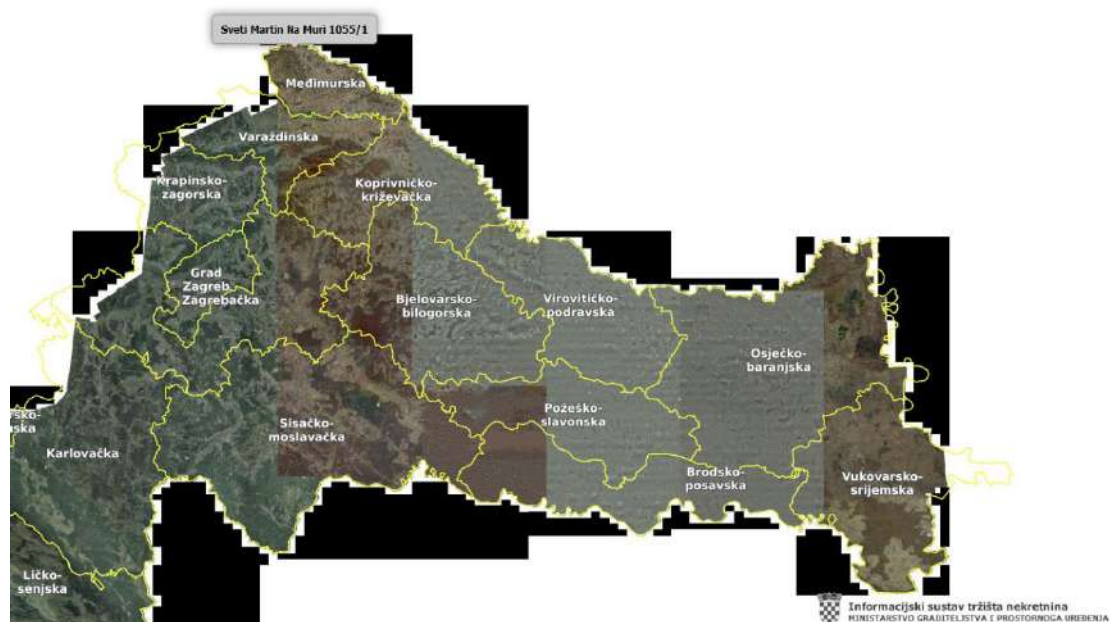 Sveti Martin Na Muri 1055/1
Međimurska
Varaždinska
Krapinsko-
zagorska
Koprivničko-
križevačka
Grad
Zagreb
Zagrebačka
Bjelovarsko-
bilogorska
Virovitičko-
podravska
Osječko-
baranjska
Karlovačka
Sisačko-
moslavačka
Požeško-
slavonska
Brodsko-
posavska
Vukovarsko-
srijemska
Ličko-
senjska
Informacijski sustav tržišta nekretnina
MINISTARSTVO GRADITELJSTVA I PROSTORNOGA UREĐENJA